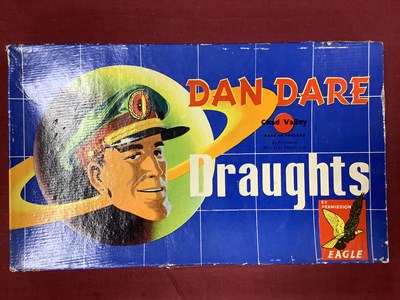 DAN DARE
Chad Valley
MADE IN ENGLAND
Draughts
BY
PERMISSION
EAGLE